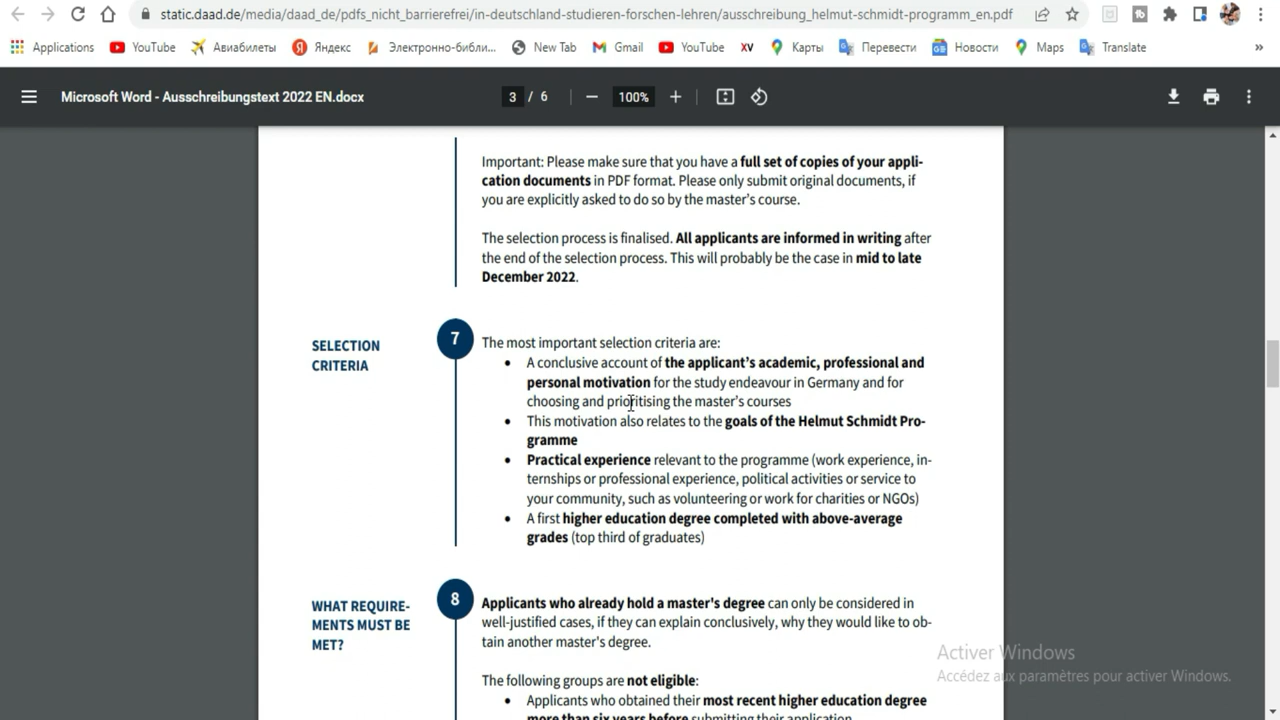 static.daad.de/media/daad_de/pdfs_nicht_barrierefrei/in-deutschland-studieren-forschen-lehren/ausschreibung_helmut-schmidt-programm_en.pdf
Applications YouTube Авиабилеты Яндекс Электронно-библи... New Tab Gmail YouTube XV Карты Перевести Новости Maps Translate »
Microsoft Word - Ausschreibungstext 2022 EN.docx 3 / 6 100%
Important: Please make sure that you have a full set of copies of your appli-
cation documents in PDF format. Please only submit original documents, if
you are explicitly asked to do so by the master's course.
The selection process is finalised. All applicants are informed in writing after
the end of the selection process. This will probably be the case in mid to late
December 2022.
SELECTION
CRITERIA
7
The most important selection criteria are:
• A conclusive account of the applicant's academic, professional and
personal motivation for the study endeavour in Germany and for
choosing and prioritising the master's courses
• This motivation also relates to the goals of the Helmut Schmidt Pro-
gramme
• Practical experience relevant to the programme (work experience, in-
ternships or professional experience, political activities or service to
your community, such as volunteering or work for charities or NGOs)
• A first higher education degree completed with above-average
grades (top third of graduates)
WHAT REQUIRE-
MENTS MUST BE
MET?
8
Applicants who already hold a master's degree can only be considered in
well-justified cases, if they can explain conclusively, why they would like to ob-
tain another master's degree.
The following groups are not eligible:
• Applicants who obtained their most recent higher education degree
more than six years before submitting their application
Activer Windows
Accédez aux paramètres pour activer Windows.